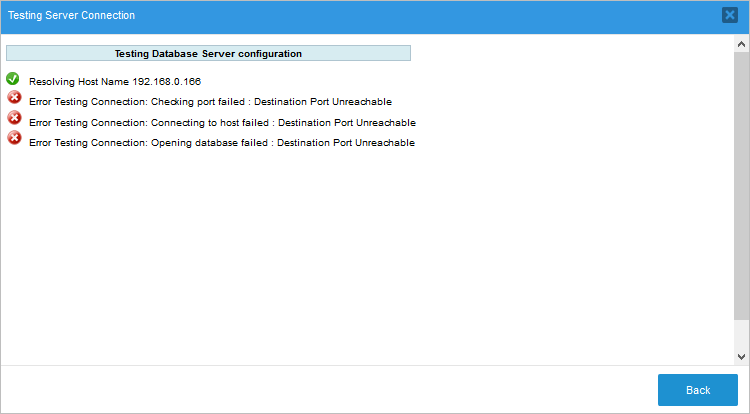 Testing Server Connection
Testing Database Server configuration
Resolving Host Name 192.168.0.166
Error Testing Connection: Checking port failed : Destination Port Unreachable
Error Testing Connection: Connecting to host failed : Destination Port Unreachable
Error Testing Connection: Opening database failed : Destination Port Unreachable
Back